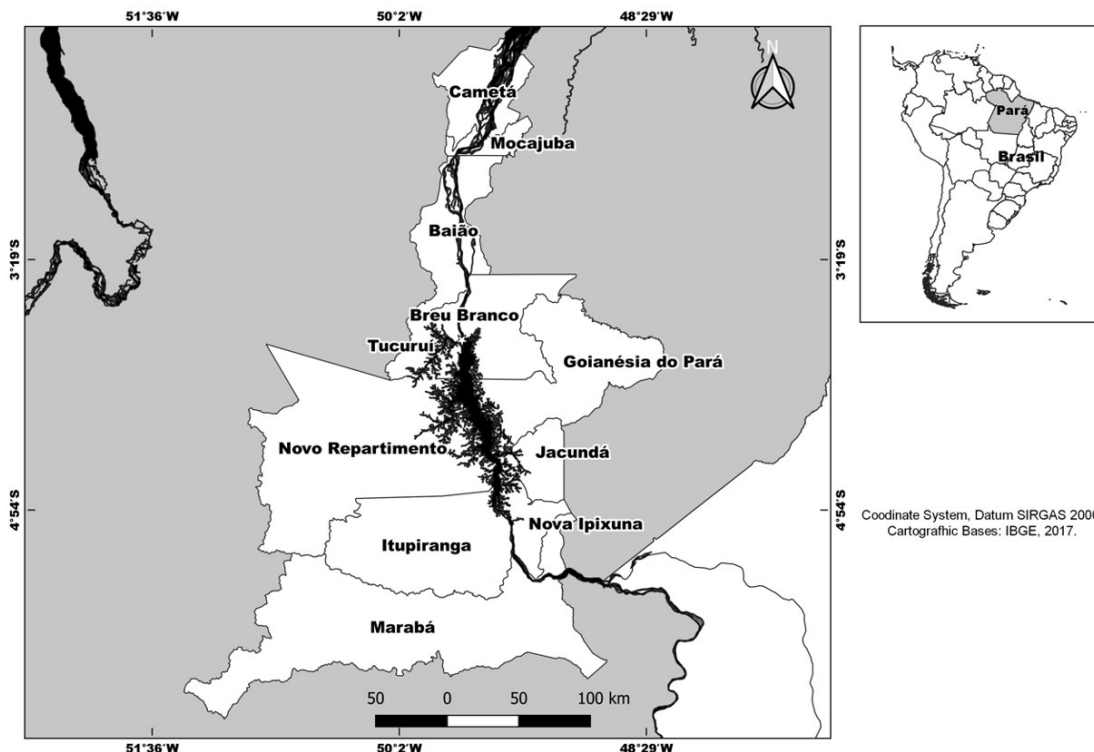 51°36'W 50°2'W 48°29'W
N
Cametá
Mocajuba
Pará
Brasil
Baião
3°19'S 3°19'S
Breu Branco
Tucuruí
Goianésia do Pará
Novo Repartimento
Jacundá
4°54'S 4°54'S
Nova Ipixuna
Coodinate System, Datum SIRGAS 2000
Cartografhic Bases: IBGE, 2017.
Itupiranga
Marabá
50 0 50 100 km
51°36'W 50°2'W 48°29'W